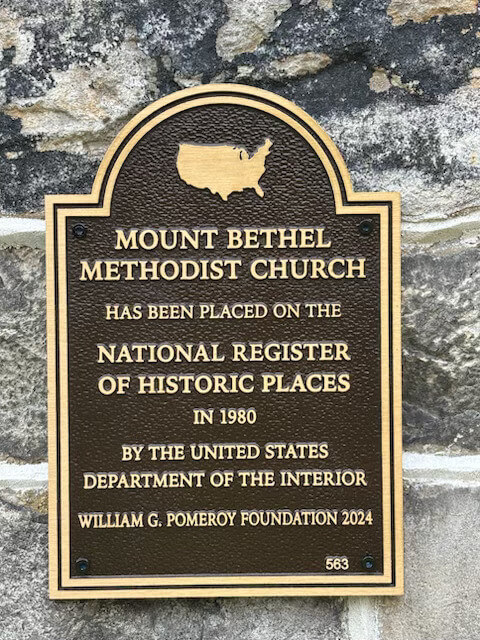 MOUNT BETHEL
METHODIST CHURCH
HAS BEEN PLACED ON THE
NATIONAL REGISTER
OF HISTORIC PLACES
IN 1980
BY THE UNITED STATES
DEPARTMENT OF THE INTERIOR
WILLIAM G. POMEROY FOUNDATION 2024
563